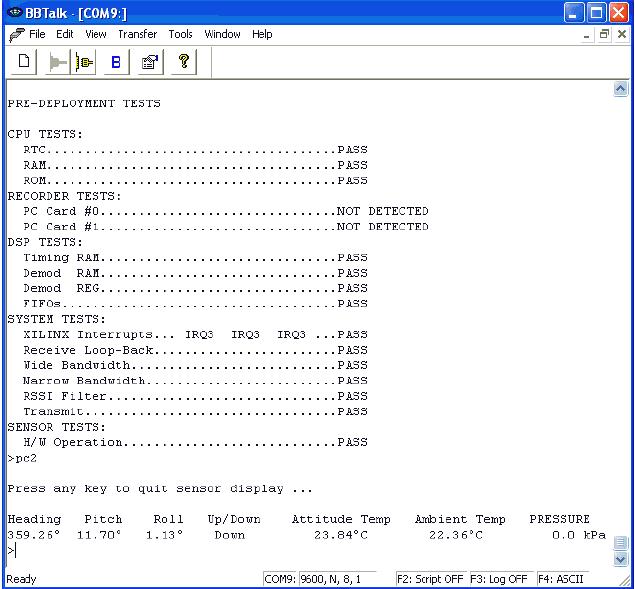 BBTalk - [COM9:]
File Edit View Transfer Tools Window Help
B ?
PRE-DEPLOYMENT TESTS
CPU TESTS:
RTC......................................PASS
RAM......................................PASS
ROM......................................PASS
RECORDER TESTS:
PC Card #0...............................NOT DETECTED
PC Card #1...............................NOT DETECTED
DSP TESTS:
Timing RAM...............................PASS
Demod  RAM...............................PASS
Demod  REG...............................PASS
FIFOs....................................PASS
SYSTEM TESTS:
XILINX Interrupts... IRQ3  IRQ3  IRQ3 ...PASS
Receive Loop-Back........................PASS
Wide Bandwidth...........................PASS
Narrow Bandwidth.........................PASS
RSSI Filter..............................PASS
Transmit.................................PASS
SENSOR TESTS:
H/W Operation............................PASS
>pc2
Press any key to quit sensor display ...
Heading Pitch Roll Up/Down Attitude Temp Ambient Temp PRESSURE
359.26° 11.70° 1.13° Down 23.84°C 22.36°C 0.0 kPa
>
Ready COM9: 9600, N, 8, 1 F2: Script OFF F3: Log OFF F4: ASCII